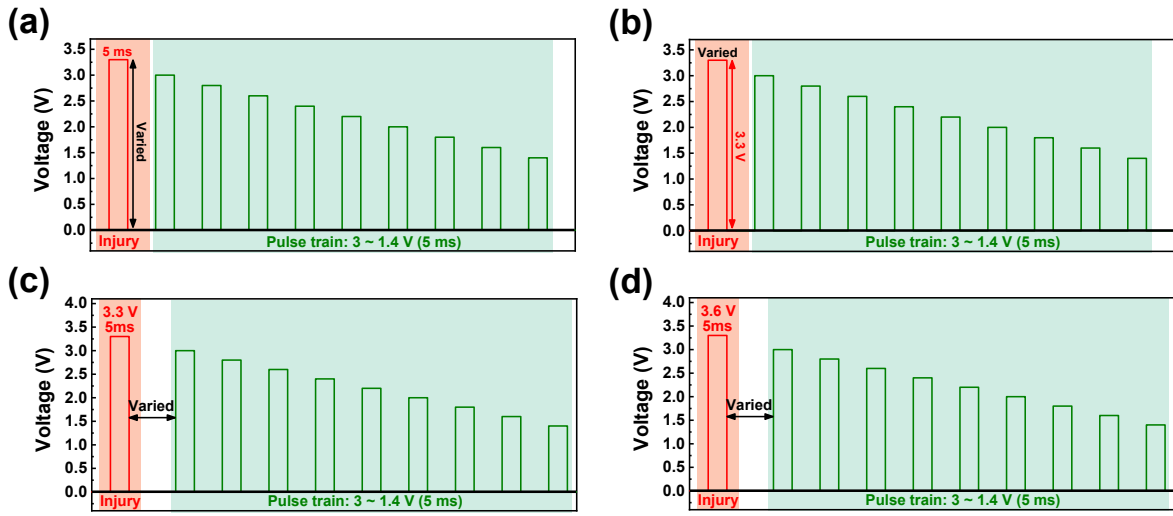 (a)
Voltage (V)
3.5
3.0
2.5
2.0
1.5
1.0
0.5
0.0
5 ms
Varied
Injury
Pulse train: 3 ~ 1.4 V (5 ms)
(b)
Voltage (V)
3.5
3.0
2.5
2.0
1.5
1.0
0.5
0.0
Varied
3.3 V
Injury
Pulse train: 3 ~ 1.4 V (5 ms)
(c)
Voltage (V)
4.0
3.5
3.0
2.5
2.0
1.5
1.0
0.5
0.0
3.3 V
5ms
Varied
Injury
Pulse train: 3 ~ 1.4 V (5 ms)
(d)
Voltage (V)
4.0
3.5
3.0
2.5
2.0
1.5
1.0
0.5
0.0
3.6 V
5ms
Varied
Injury
Pulse train: 3 ~ 1.4 V (5 ms)